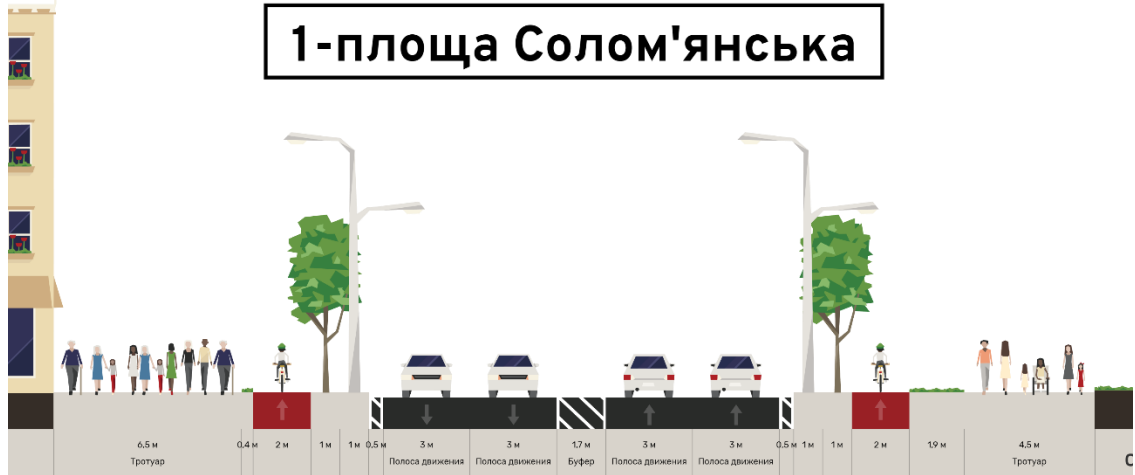 1-площа Солом'янська
6,5 м 0,4 м 2 м 1 м 1 м 0,5 м 3 м 3 м 1,7 м 3 м 3 м 0,5 м 1 м 1 м 2 м 1,9 м 4,5 м
Тротуар Полоса движения Полоса движения Буфер Полоса движения Полоса движения Тротуар С